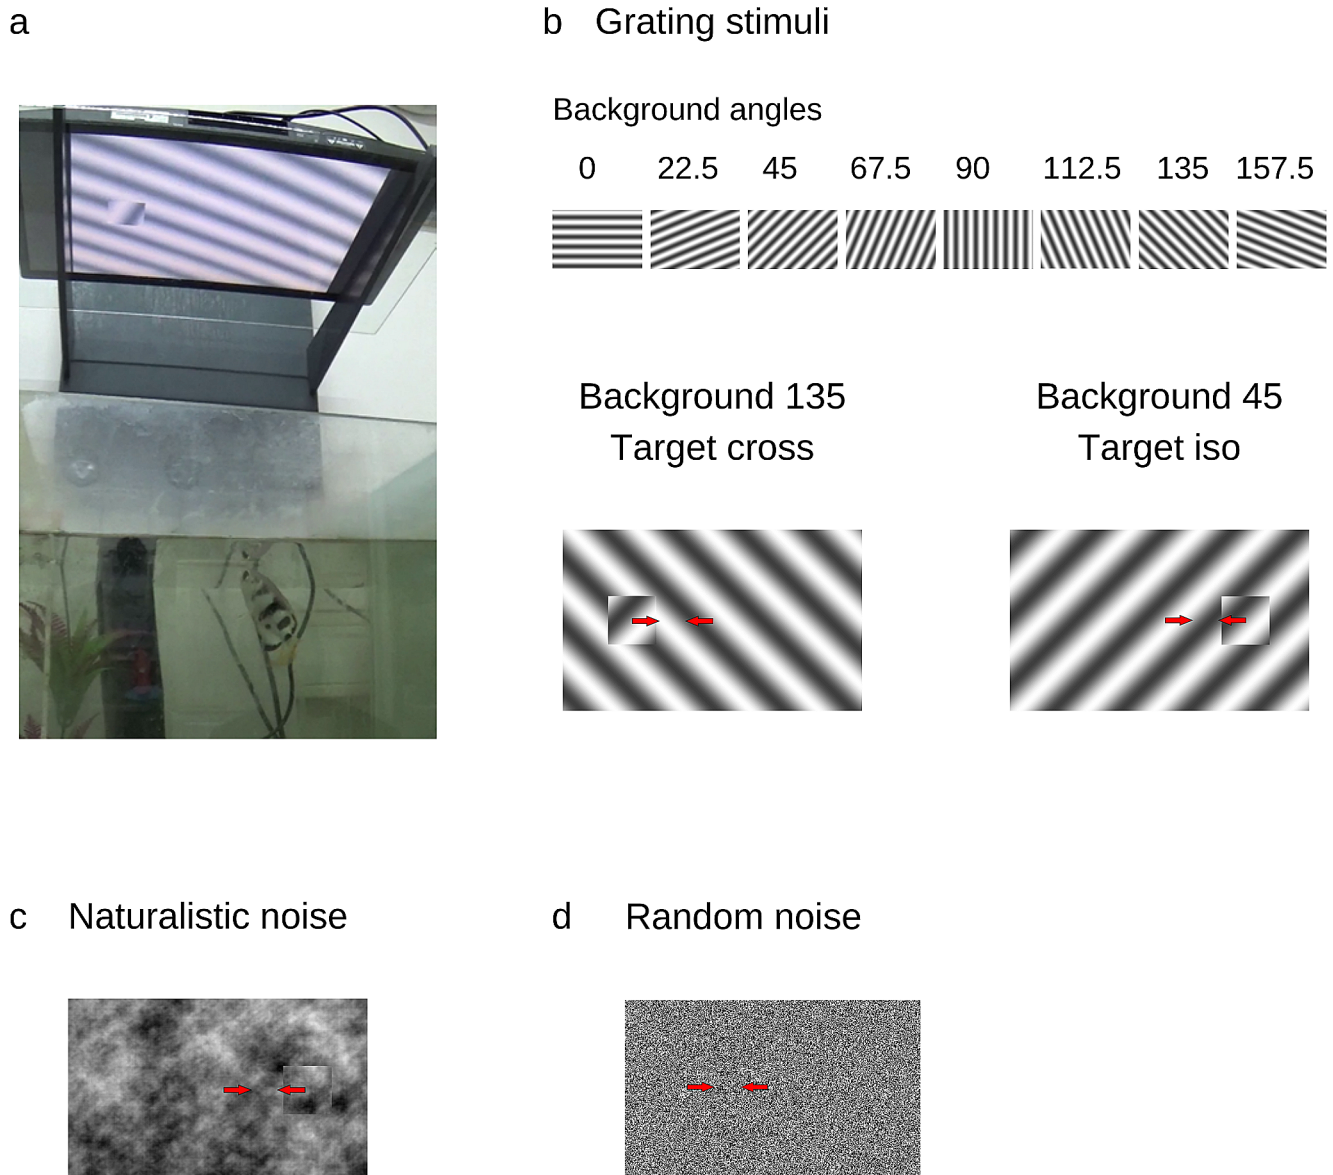 a
b Grating stimuli
Background angles
0 22.5 45 67.5 90 112.5 135 157.5
Background 135
Target cross
Background 45
Target iso
c Naturalistic noise
d Random noise